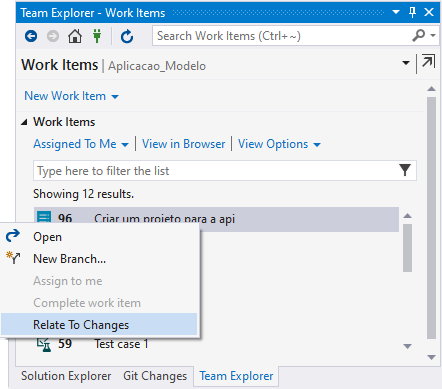 Team Explorer - Work Items
Search Work Items (Ctrl+~)
Work Items | Aplicacao_Modelo
New Work Item
Work Items
Assigned To Me | View in Browser | View Options
Type here to filter the list
Showing 12 results.
96 Criar um projeto para a api
Open
New Branch...
Assign to me
Complete work item
Relate To Changes
59 Test case 1
Solution Explorer Git Changes Team Explorer